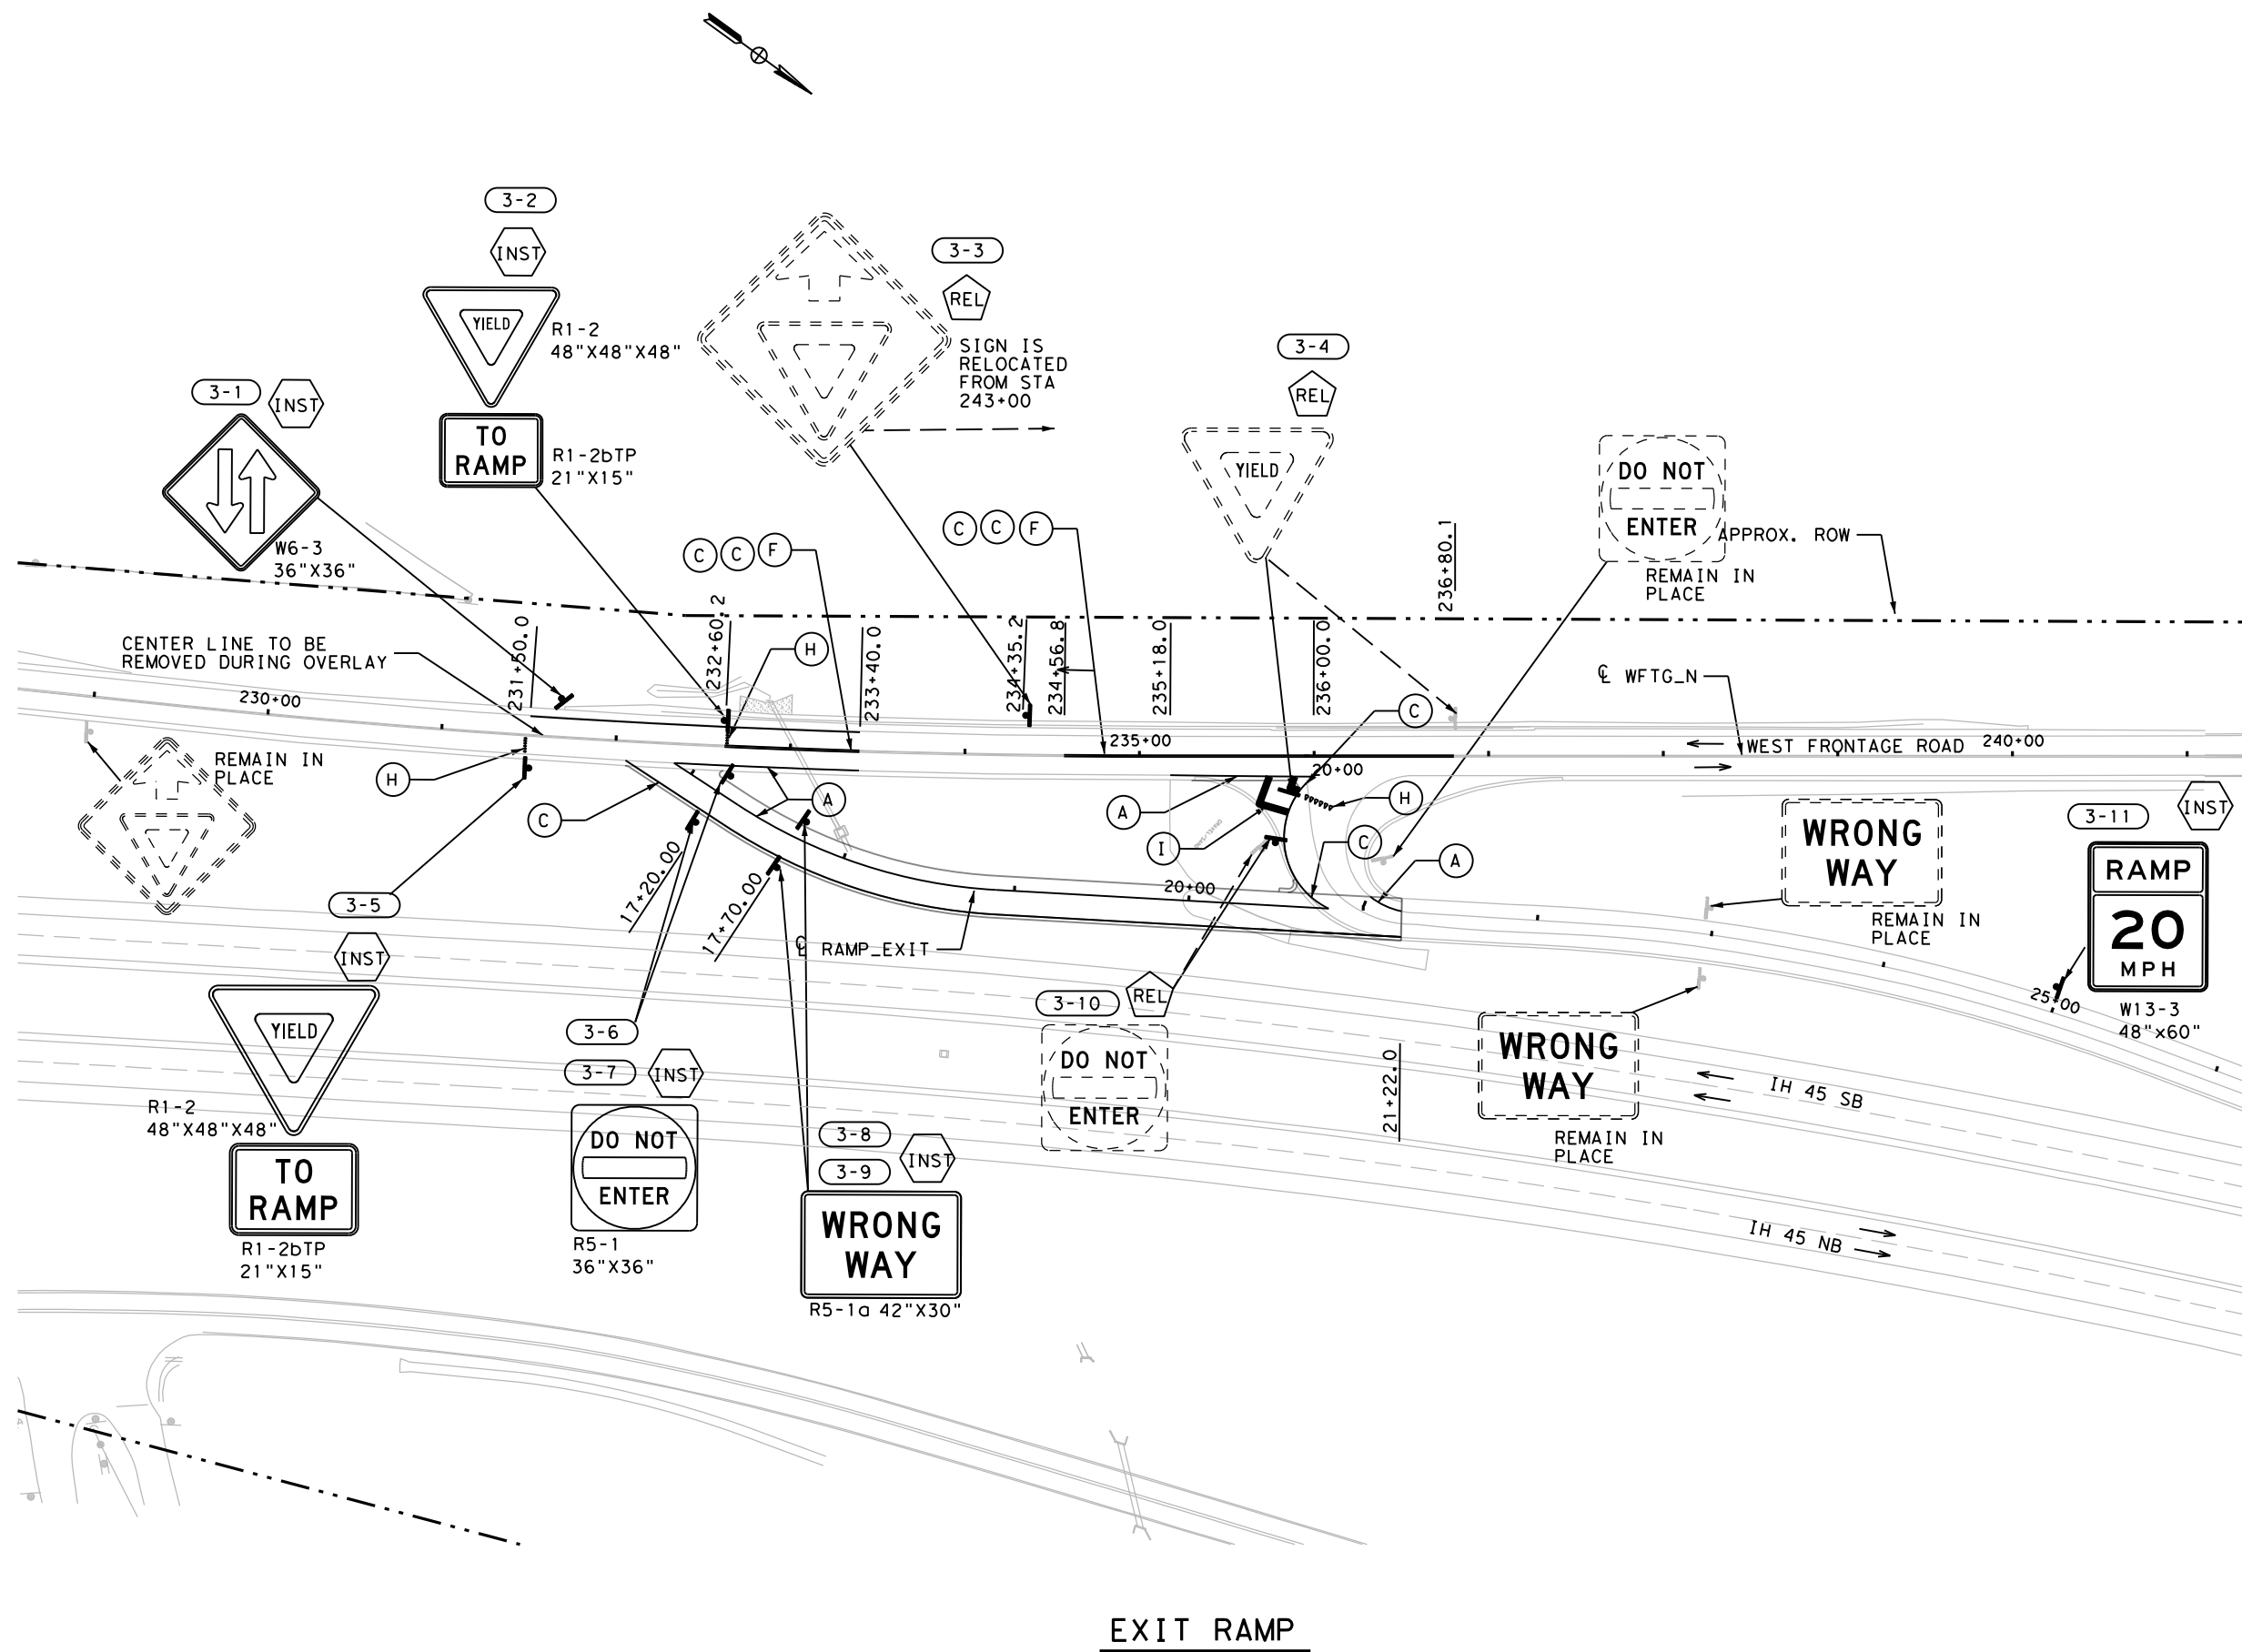 3-2
INST
YIELD
R1-2
48"X48"X48"
TO
RAMP
R1-2bTP
21"X15"
3-1
INST
W6-3
36"X36"
3-3
REL
SIGN IS
RELOCATED
FROM STA
243+00
3-4
REL
YIELD
DO NOT
ENTER
REMAIN IN
PLACE
APPROX. ROW
C
C
F
C
C
F
236+80.1
CENTER LINE TO BE
REMOVED DURING OVERLAY
231+50.0
232+60.2
H
233+40.0
234+35.2
234+56.8
235+18.0
236+00.0
C
℄ WFTG_N
230+00
235+00
WEST FRONTAGE ROAD
240+00
20+00
REMAIN IN
PLACE
H
C
A
A
I
H
C
A
WRONG
WAY
REMAIN IN
PLACE
3-11
INST
RAMP
20
MPH
W13-3
48"x60"
25+00
17+20.00
17+70.00
20+00
℄ RAMP_EXIT
3-5
INST
YIELD
R1-2
48"X48"X48"
TO
RAMP
R1-2bTP
21"X15"
3-6
3-7
INST
DO NOT
ENTER
R5-1
36"X36"
3-8
3-9
INST
WRONG
WAY
R5-1a 42"X30"
3-10
REL
DO NOT
ENTER
21+22.0
WRONG
WAY
REMAIN IN
PLACE
IH 45 SB
IH 45 NB
EXIT RAMP